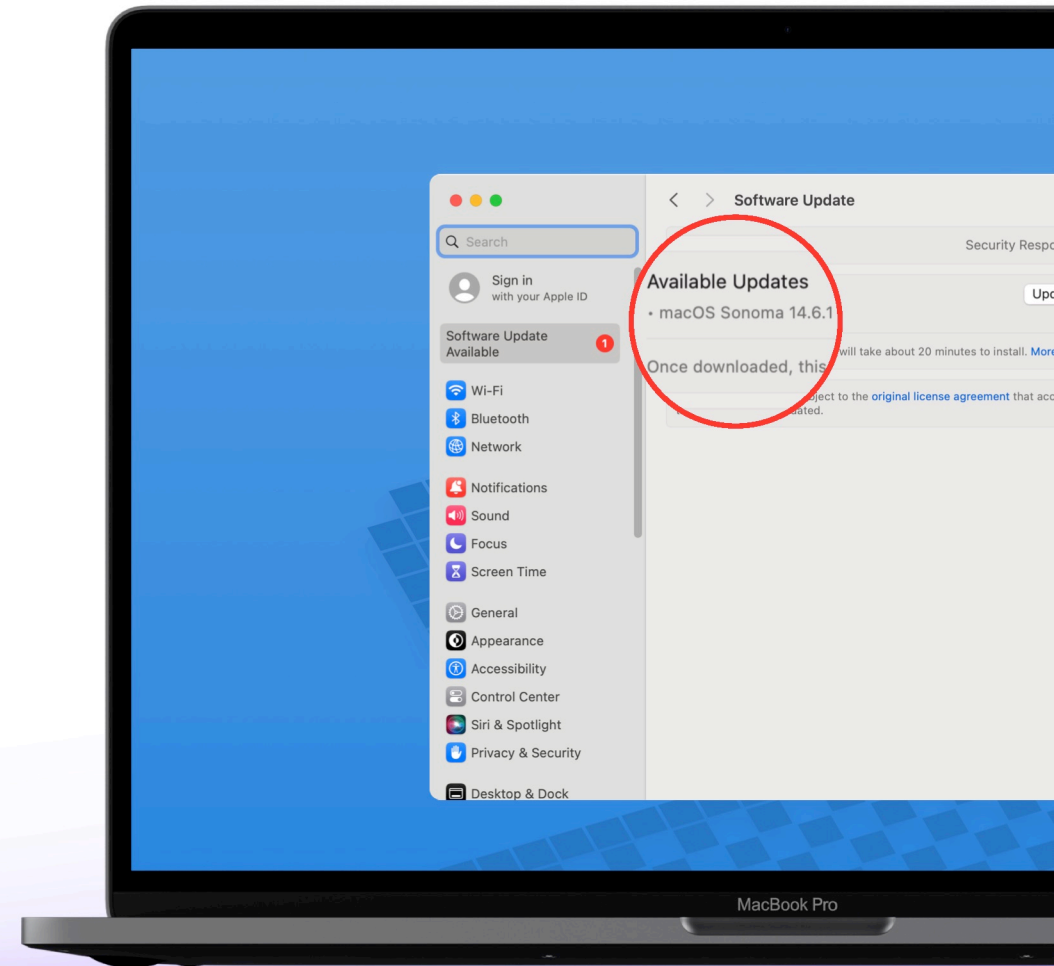 Software Update
Search
Security Respo
Sign in
with your Apple ID
Available Updates
Upd
• macOS Sonoma 14.6.1
Software Update
Available
1
will take about 20 minutes to install. More
Once downloaded, this
ject to the original license agreement that acc
ated.
Wi-Fi
Bluetooth
Network
Notifications
Sound
Focus
Screen Time
General
Appearance
Accessibility
Control Center
Siri & Spotlight
Privacy & Security
Desktop & Dock
MacBook Pro